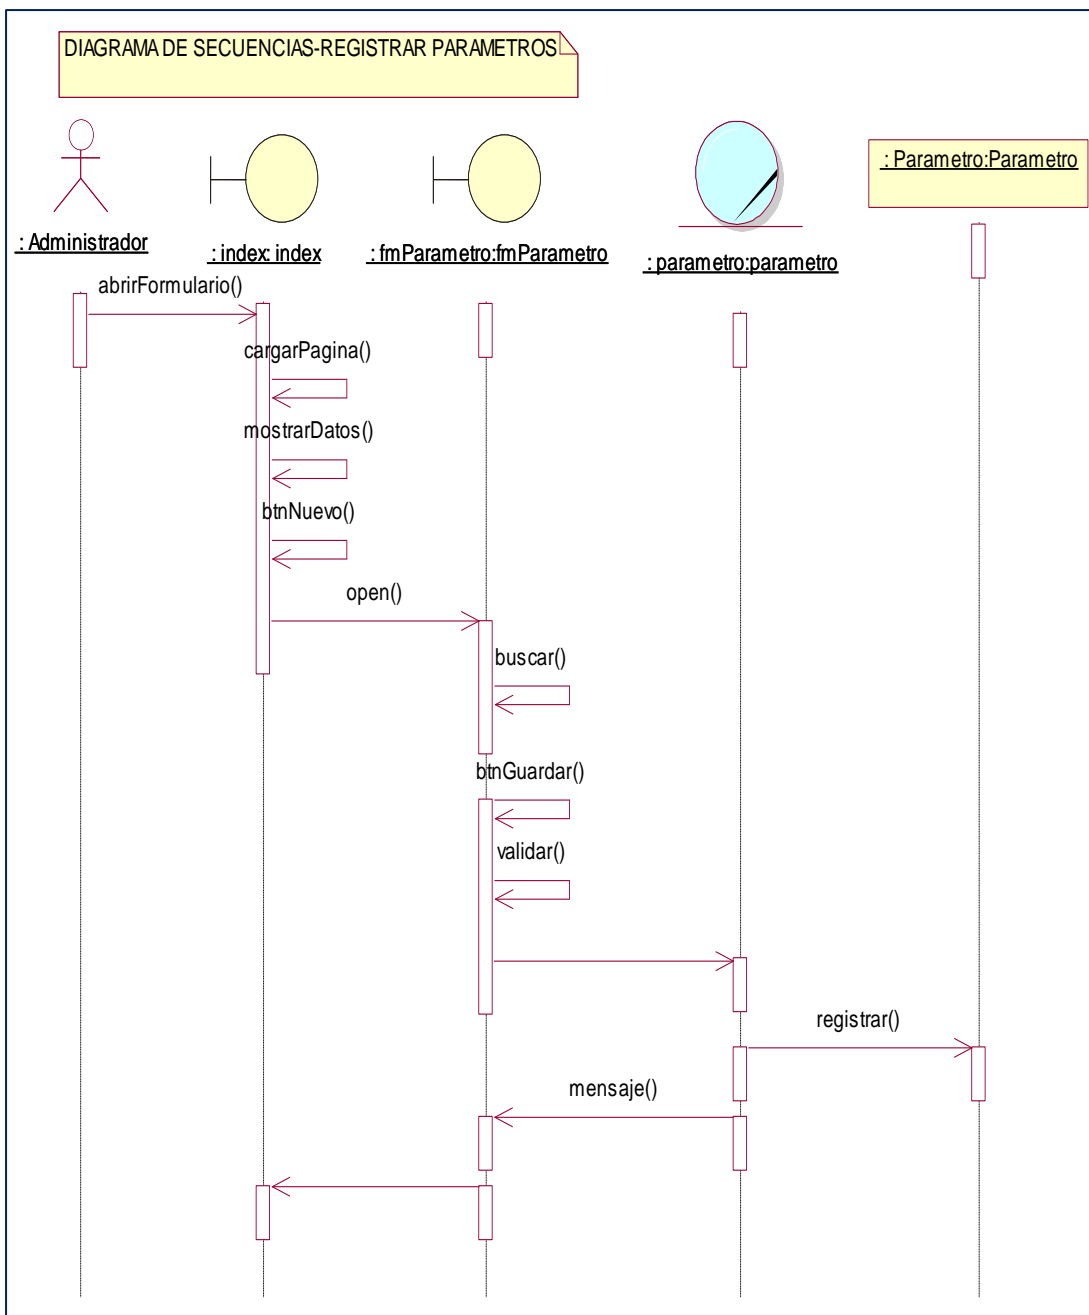 DIAGRAMA DE SECUENCIAS-REGISTRAR PARAMETROS
: Parametro:Parametro
: Administrador
: index: index
: fmParametro:fmParametro
: parametro:parametro
abrirFormulario()
cargarPagina()
mostrarDatos()
btnNuevo()
open()
buscar()
btnGuardar()
validar()
registrar()
mensaje()